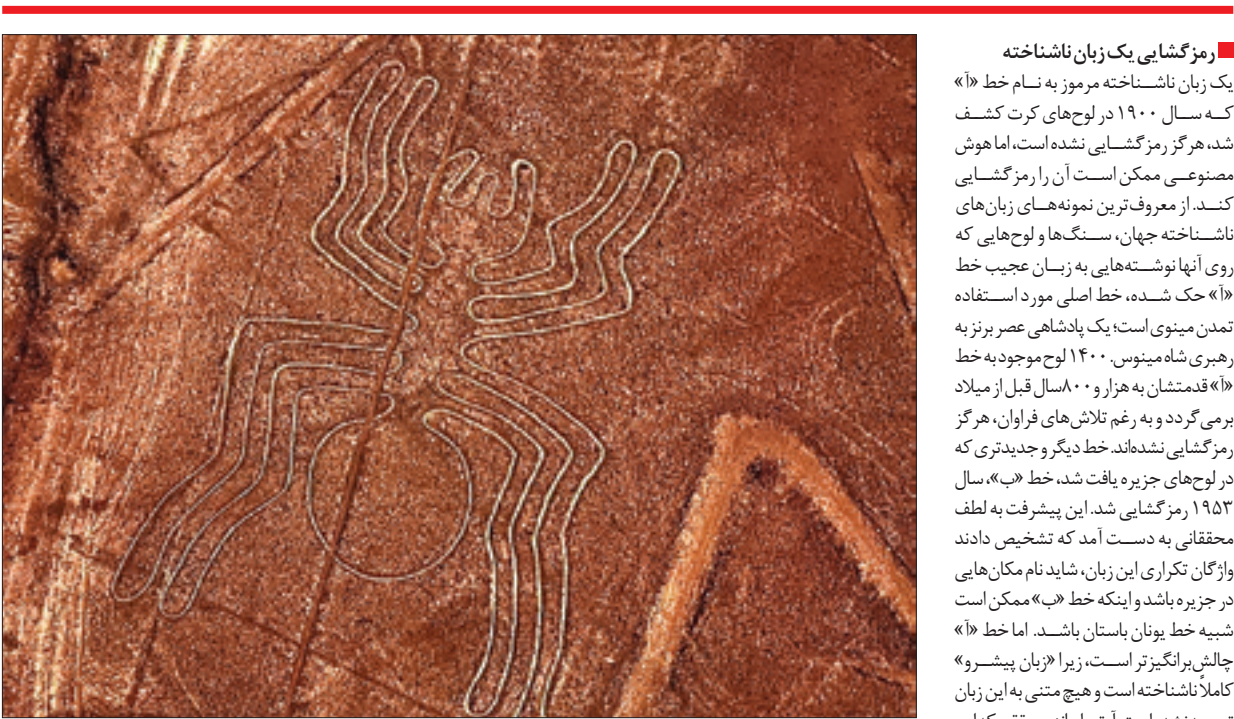 رمزگشایی یک زبان ناشناخته
یک زبان ناشناخته مرموز به نام خط «آ»
که سال ۱۹۰۰ در لوح‌های کرت کشف
شد، هرگز رمزگشایی نشده است، اما هوش
مصنوعی ممکن است آن را رمزگشایی
کند. از معروف‌ترین نمونه‌های زبان‌های
ناشناخته جهان، سنگ‌ها و لوح‌هایی که
روی آنها نوشته‌هایی به زبان عجیب خط
«آ» حک شده، خط اصلی مورد استفاده
تمدن مینوی است؛ یک پادشاهی عصر برنز به
رهبری شاه مینوس. ۱۴۰۰ لوح موجود به خط
«آ» قدمتشان به هزار و ۸۰۰سال قبل از میلاد
برمی‌گردد و به رغم تلاش‌های فراوان، هرگز
رمزگشایی نشده‌اند. خط دیگر و جدیدتری که
در لوح‌های جزیره یافت شد، خط «ب»، سال
۱۹۵۳ رمزگشایی شد. این پیشرفت به لطف
محققانی به دست آمد که تشخیص دادند
واژگان تکراری این زبان، شاید نام مکان‌هایی
در جزیره باشد و اینکه خط «ب» ممکن است
شبیه خط یونان باستان باشد. اما خط «آ»
چالش‌برانگیزتر است، زیرا «زبان پیشرو»
کاملاً ناشناخته است و هیچ متنی به این زبان